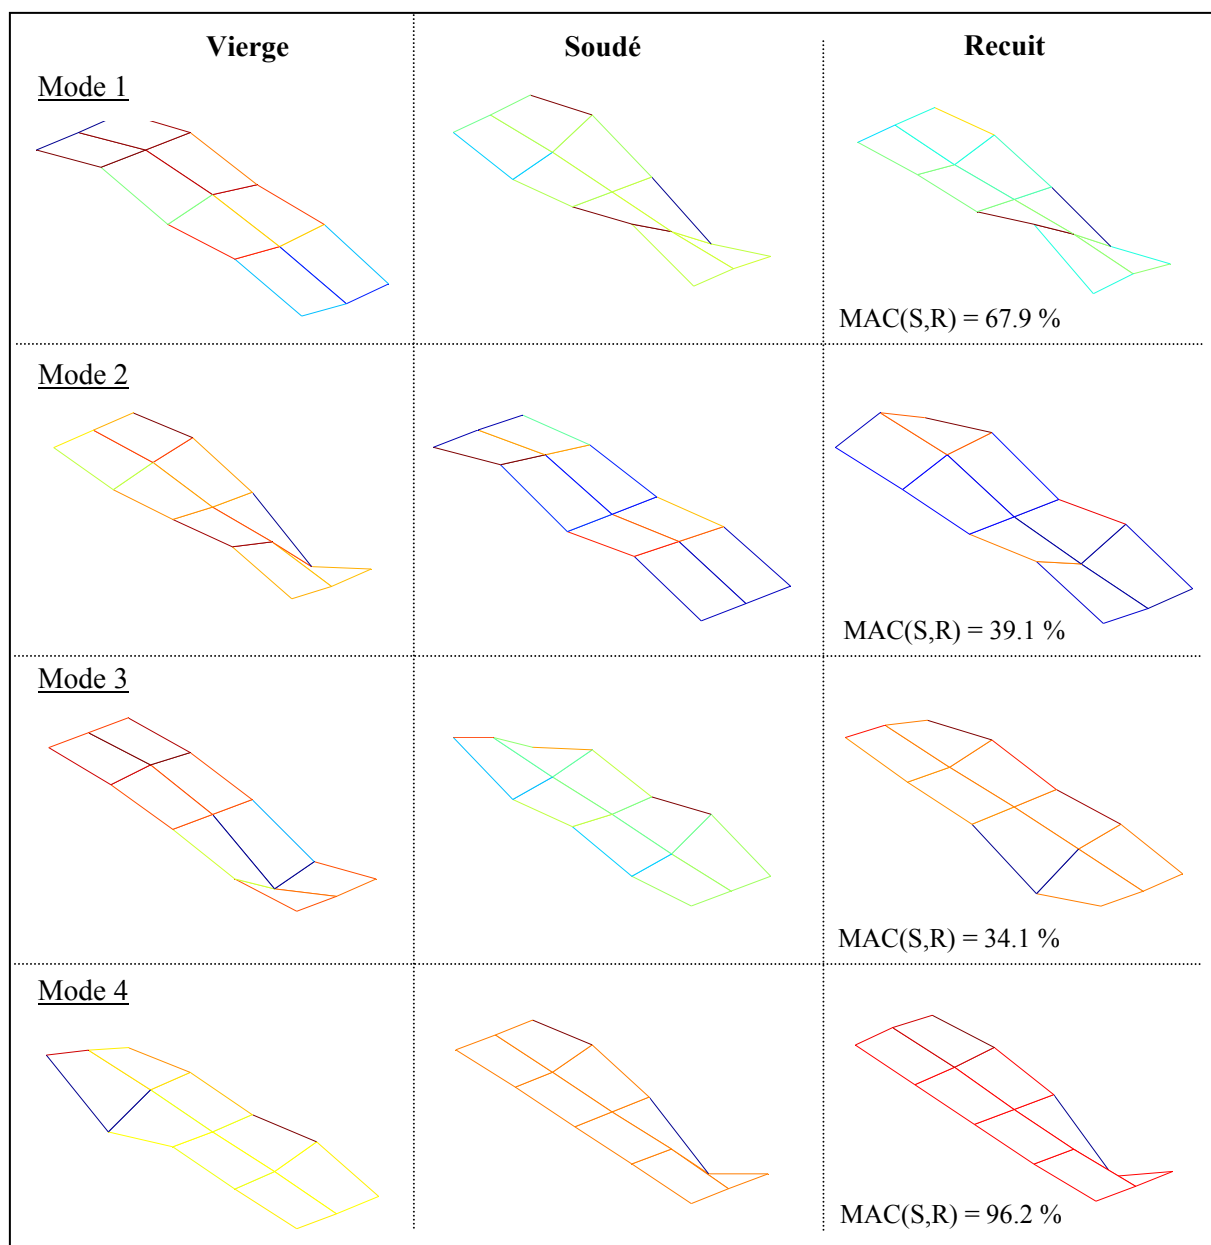 Vierge Soudé Recuit
Mode 1
MAC(S,R) = 67.9 %
Mode 2
MAC(S,R) = 39.1 %
Mode 3
MAC(S,R) = 34.1 %
Mode 4
MAC(S,R) = 96.2 %